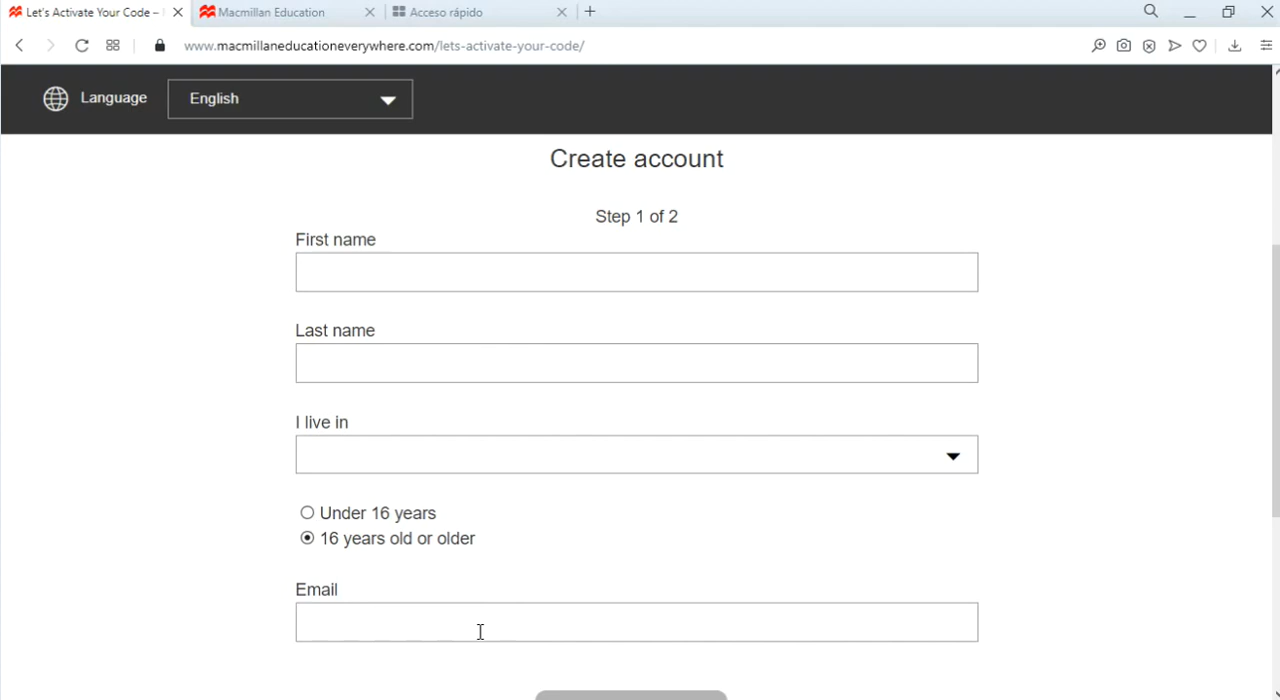 Let's Activate Your Code –
Macmillan Education
Acceso rápido
www.macmillaneducationeverywhere.com/lets-activate-your-code/
Language
English
Create account
Step 1 of 2
First name
Last name
I live in
Under 16 years
16 years old or older
Email